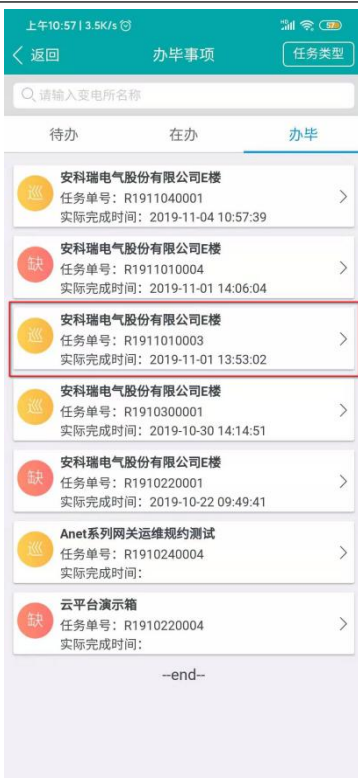 上午10:57 | 3.5K/s
57
返回
办毕事项
任务类型
请输入变电所名称
待办
在办
办毕
巡
安科瑞电气股份有限公司E楼
任务单号：R1911040001
实际完成时间：2019-11-04 10:57:39
缺
安科瑞电气股份有限公司E楼
任务单号：R1911010004
实际完成时间：2019-11-01 14:06:04
巡
安科瑞电气股份有限公司E楼
任务单号：R1911010003
实际完成时间：2019-11-01 13:53:02
巡
安科瑞电气股份有限公司E楼
任务单号：R1910300001
实际完成时间：2019-10-30 14:14:51
缺
安科瑞电气股份有限公司E楼
任务单号：R1910220001
实际完成时间：2019-10-22 09:49:41
巡
Anet系列网关运维规约测试
任务单号：R1910240004
实际完成时间：
缺
云平台演示箱
任务单号：R1910220004
实际完成时间：
--end--